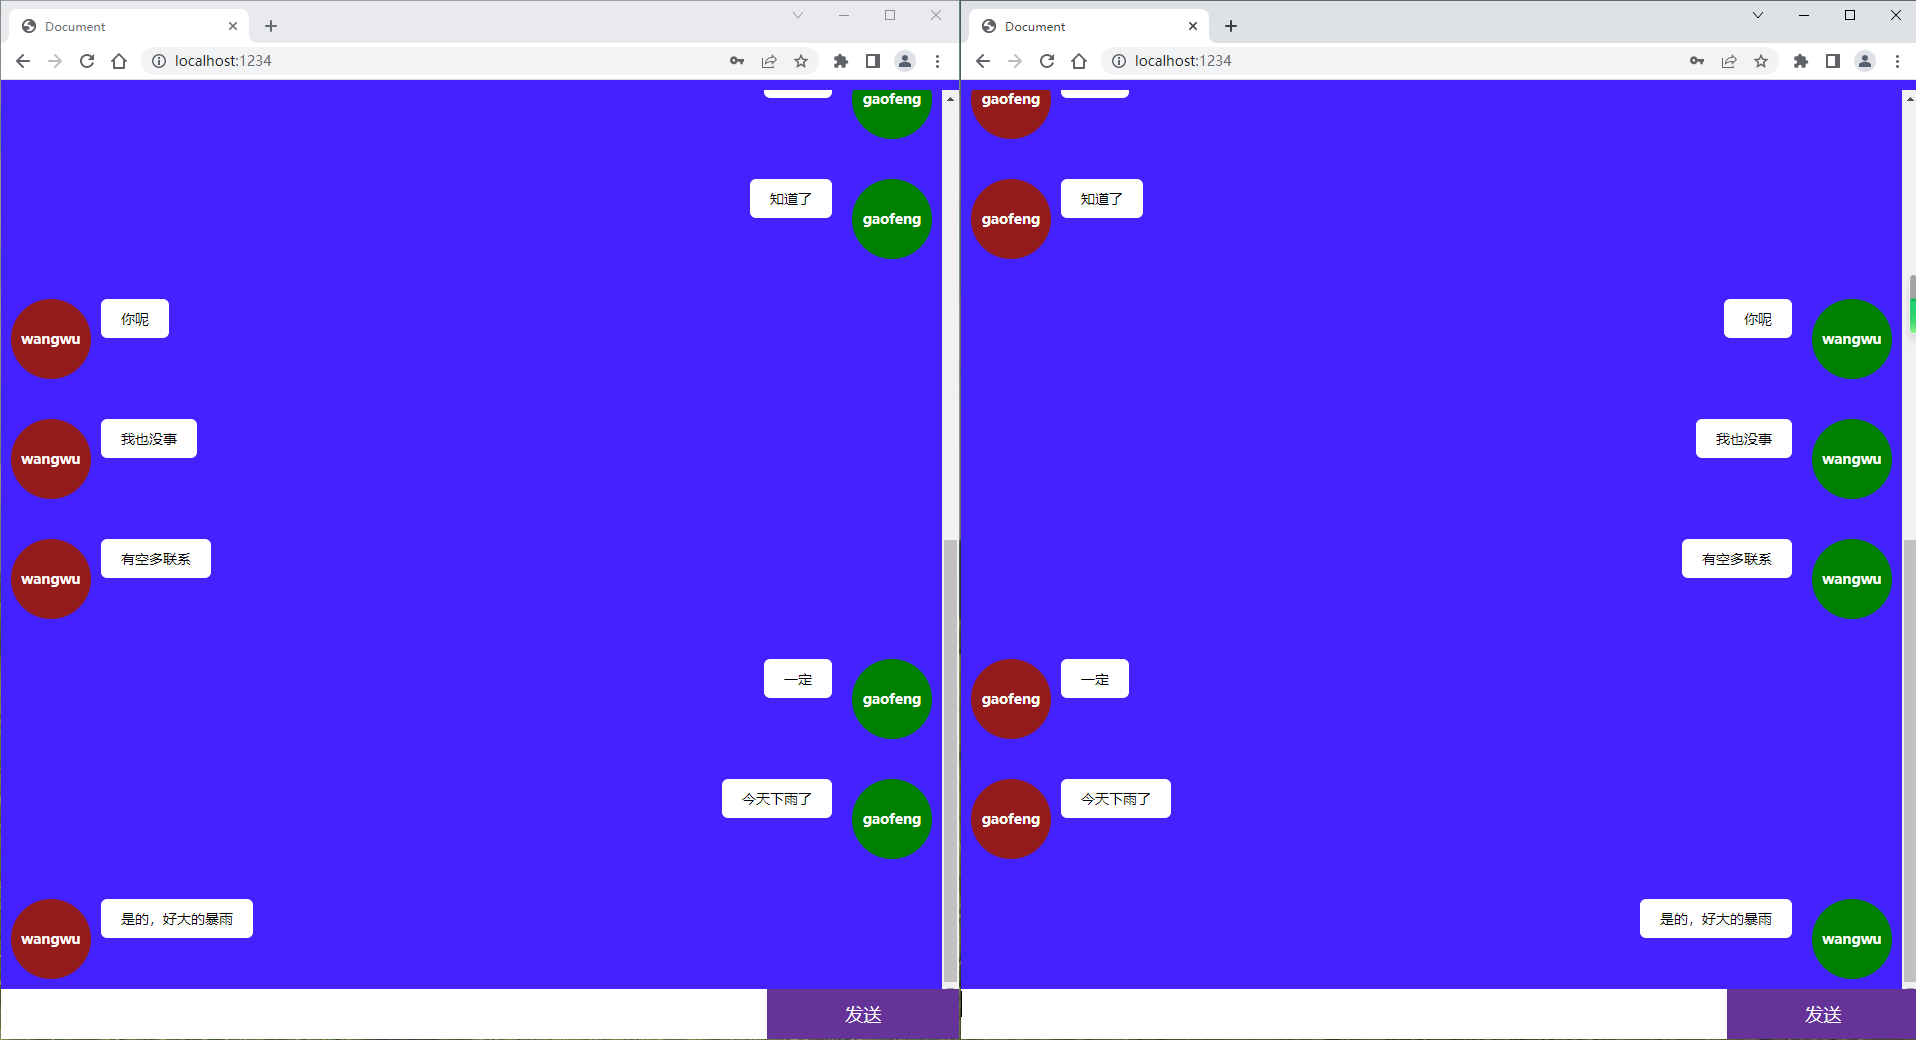 Document
localhost:1234
gaofeng
知道了
gaofeng
你呢
wangwu
我也没事
wangwu
有空多联系
wangwu
一定
gaofeng
今天下雨了
gaofeng
是的，好大的暴雨
wangwu
发送
Document
localhost:1234
gaofeng
知道了
gaofeng
你呢
wangwu
我也没事
wangwu
有空多联系
wangwu
一定
gaofeng
今天下雨了
gaofeng
是的，好大的暴雨
wangwu
发送